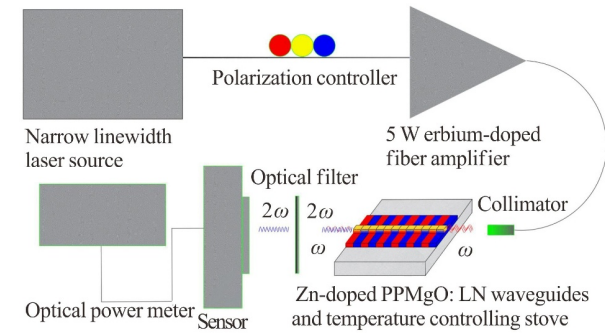 Polarization controller
Narrow linewidth
laser source
5 W erbium-doped
fiber amplifier
Optical filter
Collimator
2ω
2ω
ω
ω
Optical power meter
Sensor
Zn-doped PPMgO: LN waveguides
and temperature controlling stove